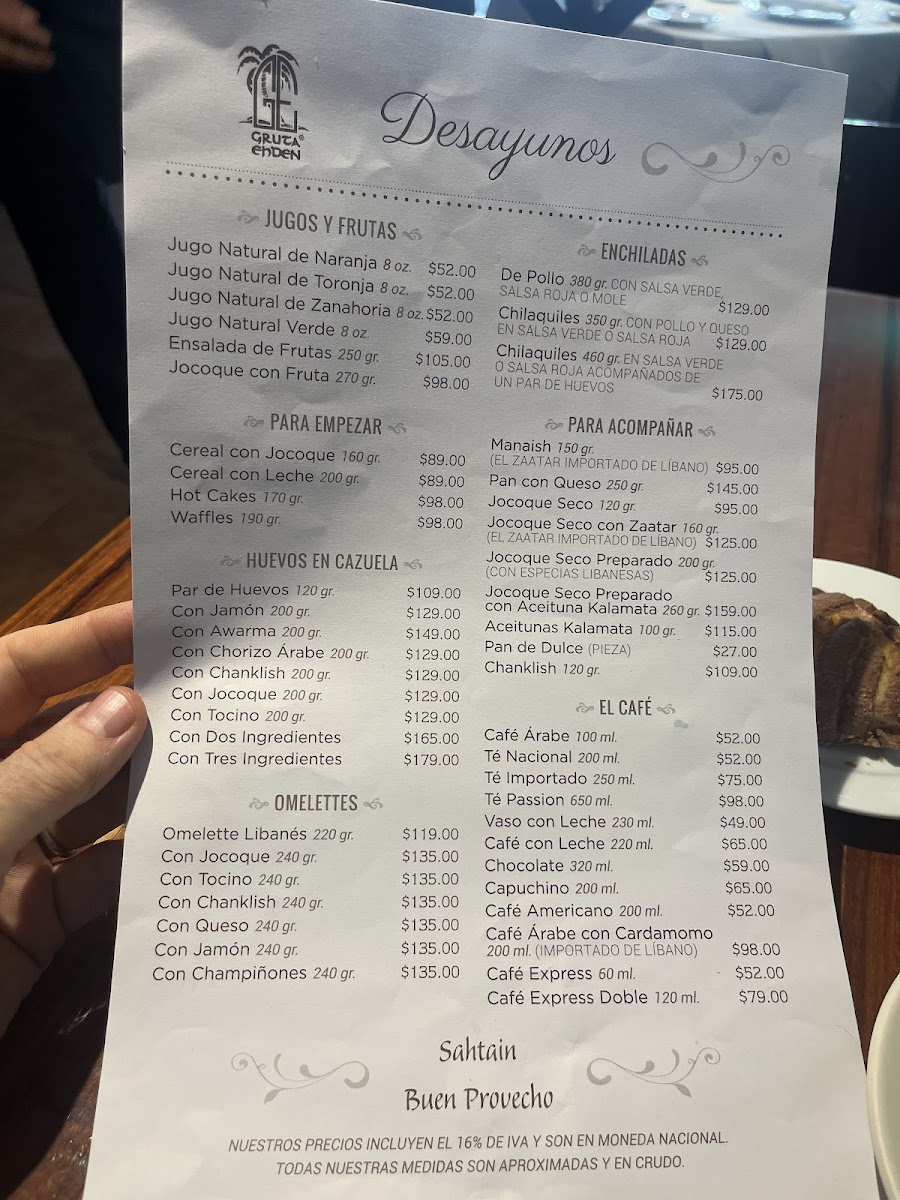 GRUTA®
EhDEN
Desayunos
JUGOS Y FRUTAS
Jugo Natural de Naranja 8 oz. $52.00
Jugo Natural de Toronja 8 oz. $52.00
Jugo Natural de Zanahoria 8 oz. $52.00
Jugo Natural Verde 8 oz. $59.00
Ensalada de Frutas 250 gr. $105.00
Jocoque con Fruta 270 gr. $98.00
PARA EMPEZAR
Cereal con Jocoque 160 gr. $89.00
Cereal con Leche 200 gr. $89.00
Hot Cakes 170 gr. $98.00
Waffles 190 gr. $98.00
HUEVOS EN CAZUELA
Par de Huevos 120 gr. $109.00
Con Jamón 200 gr. $129.00
Con Awarma 200 gr. $149.00
Con Chorizo Árabe 200 gr. $129.00
Con Chanklish 200 gr. $129.00
Con Jocoque 200 gr. $129.00
Con Tocino 200 gr. $129.00
Con Dos Ingredientes $165.00
Con Tres Ingredientes $179.00
OMELETTES
Omelette Libanés 220 gr. $119.00
Con Jocoque 240 gr. $135.00
Con Tocino 240 gr. $135.00
Con Chanklish 240 gr. $135.00
Con Queso 240 gr. $135.00
Con Jamón 240 gr. $135.00
Con Champiñones 240 gr. $135.00
ENCHILADAS
De Pollo 380 gr. CON SALSA VERDE,
SALSA ROJA O MOLE $129.00
Chilaquiles 350 gr. CON POLLO Y QUESO
EN SALSA VERDE O SALSA ROJA $129.00
Chilaquiles 460 gr. EN SALSA VERDE
O SALSA ROJA ACOMPAÑADOS DE
UN PAR DE HUEVOS $175.00
PARA ACOMPAÑAR
Manaish 150 gr.
(EL ZAATAR IMPORTADO DE LÍBANO) $95.00
Pan con Queso 250 gr. $145.00
Jocoque Seco 120 gr. $95.00
Jocoque Seco con Zaatar 160 gr.
(EL ZAATAR IMPORTADO DE LÍBANO) $125.00
Jocoque Seco Preparado 200 gr.
(CON ESPECIAS LIBANESAS) $125.00
Jocoque Seco Preparado
con Aceituna Kalamata 260 gr. $159.00
Aceitunas Kalamata 100 gr. $115.00
Pan de Dulce (PIEZA) $27.00
Chanklish 120 gr. $109.00
EL CAFÉ
Café Árabe 100 ml. $52.00
Té Nacional 200 ml. $52.00
Té Importado 250 ml. $75.00
Té Passion 650 ml. $98.00
Vaso con Leche 230 ml. $49.00
Café con Leche 220 ml. $65.00
Chocolate 320 ml. $59.00
Capuchino 200 ml. $65.00
Café Americano 200 ml. $52.00
Café Árabe con Cardamomo
200 ml. (IMPORTADO DE LÍBANO) $98.00
Café Express 60 ml. $52.00
Café Express Doble 120 ml. $79.00
Sahtain
Buen Provecho
NUESTROS PRECIOS INCLUYEN EL 16% DE IVA Y SON EN MONEDA NACIONAL.
TODAS NUESTRAS MEDIDAS SON APROXIMADAS Y EN CRUDO.